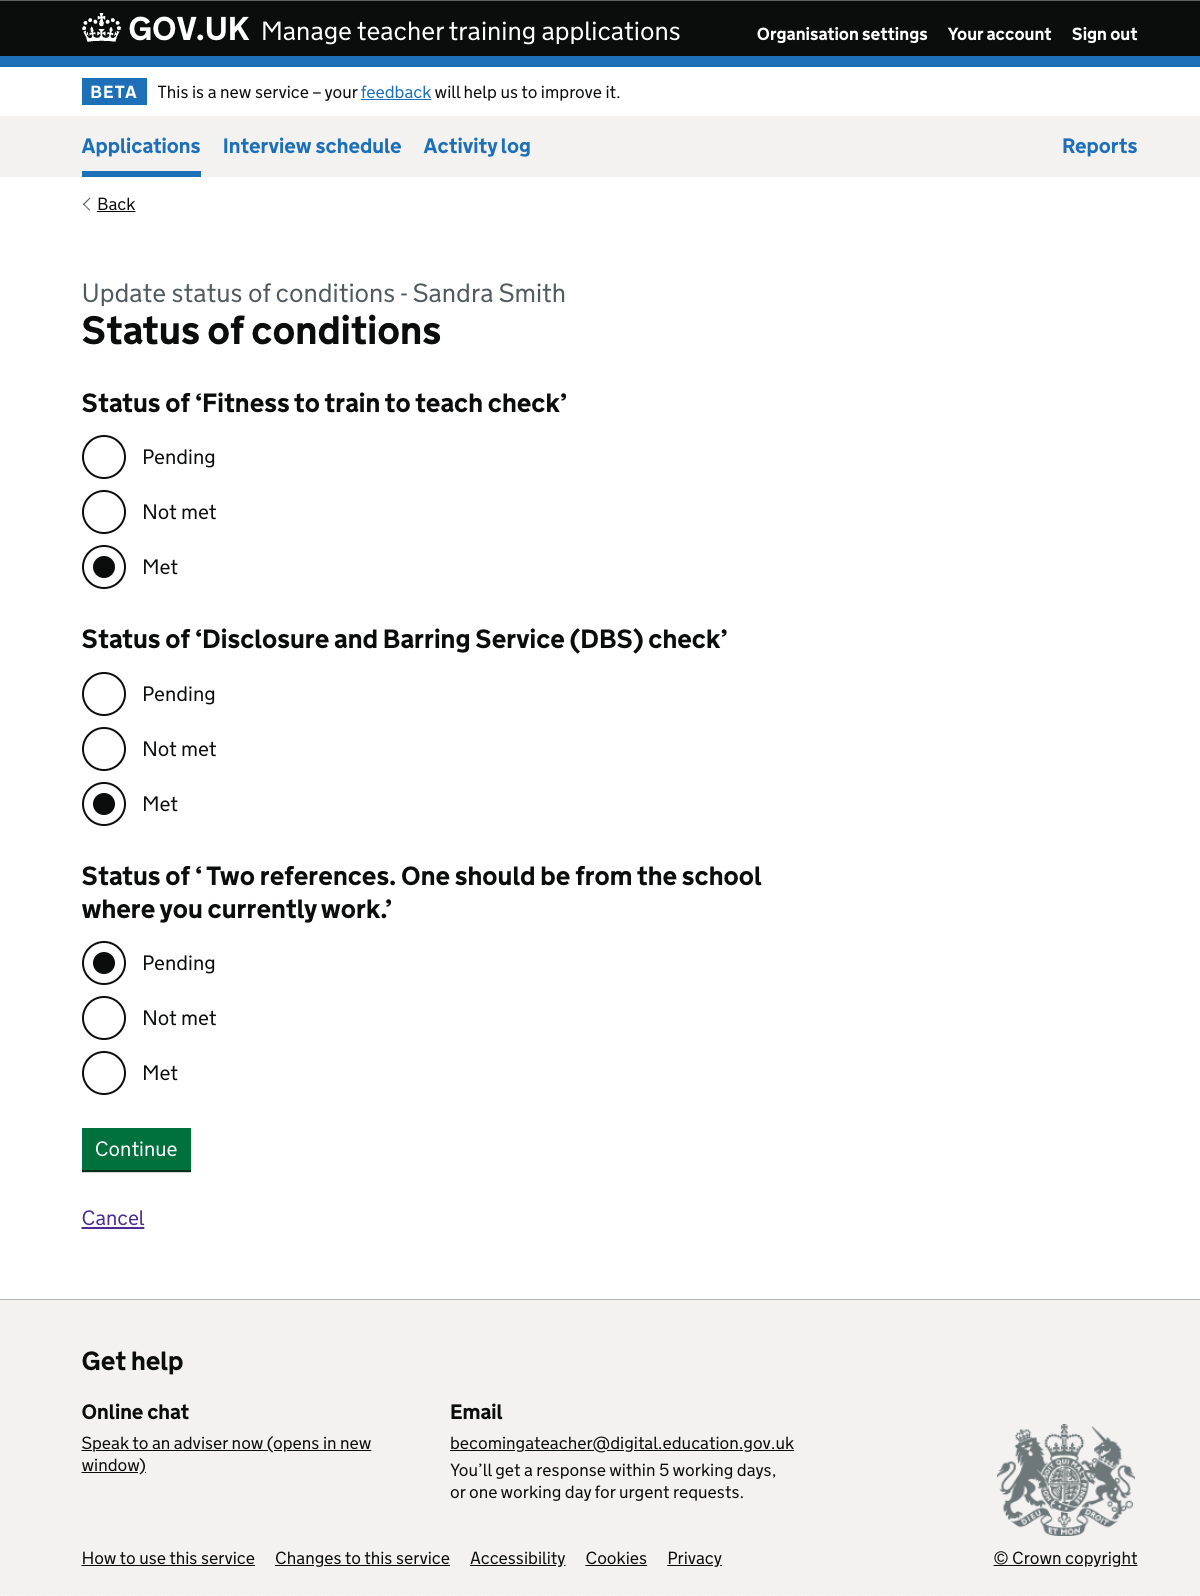 GOV.UK Manage teacher training applications Organisation settings Your account Sign out
BETA This is a new service – your feedback will help us to improve it.
Applications Interview schedule Activity log Reports
Back
Update status of conditions - Sandra Smith
Status of conditions
Status of ‘Fitness to train to teach check’
Pending
Not met
Met
Status of ‘Disclosure and Barring Service (DBS) check’
Pending
Not met
Met
Status of ‘ Two references. One should be from the school
where you currently work.’
Pending
Not met
Met
Continue
Cancel
Get help
Online chat
Speak to an adviser now (opens in new
window)
Email
becomingateacher@digital.education.gov.uk
You’ll get a response within 5 working days,
or one working day for urgent requests.
DIEU ET MON DROIT
How to use this service Changes to this service Accessibility Cookies Privacy © Crown copyright